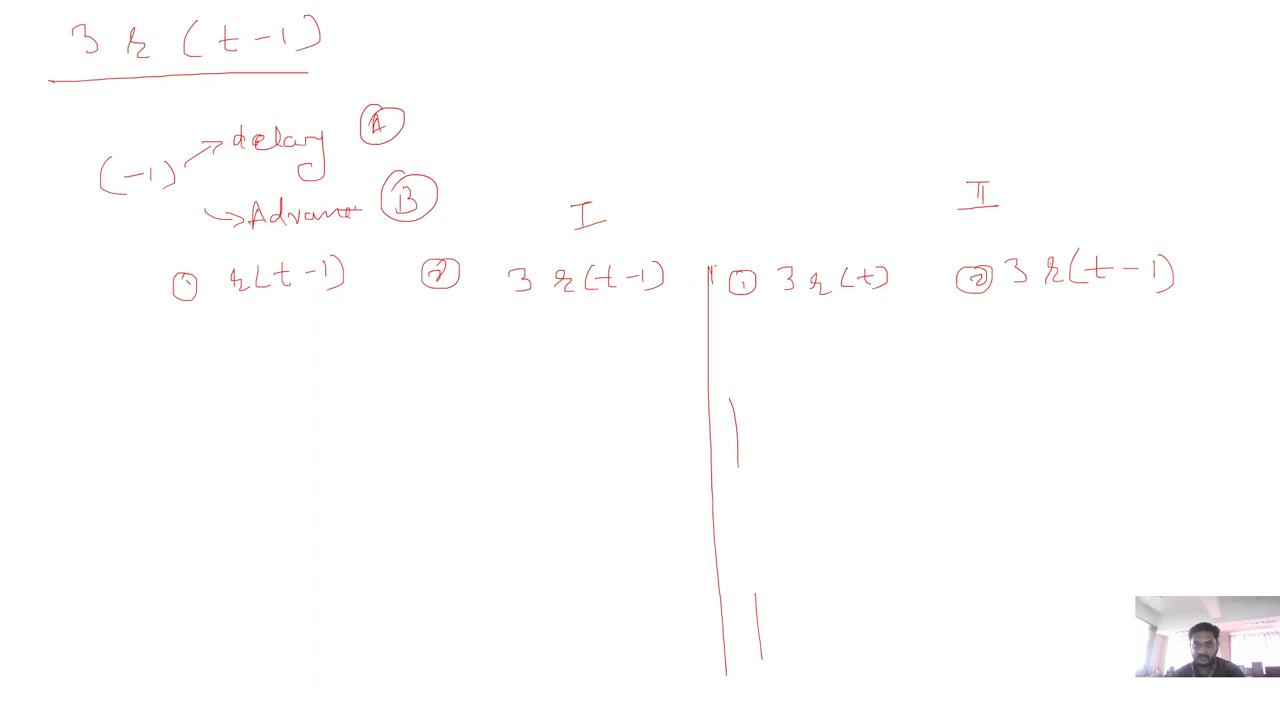 3 r (t-1)
(-1) → delay A
→ Advance B
I
II
① r(t-1) ② 3 r(t-1) ① 3 r(t) ② 3 r(t-1)